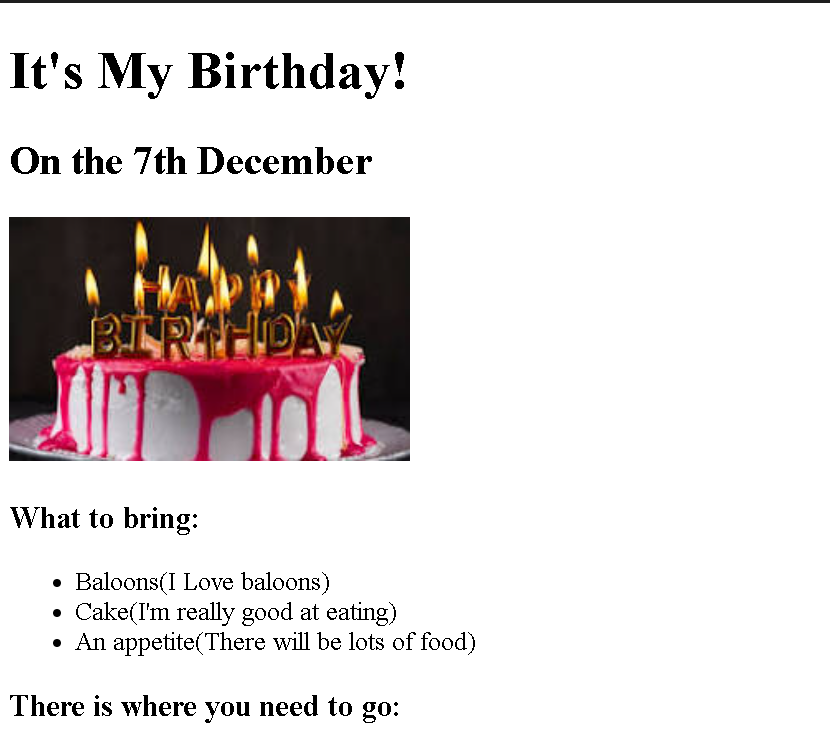 It's My Birthday!
On the 7th December
HAPPY
BIRTHDAY
What to bring:
Baloons(I Love baloons)
Cake(I'm really good at eating)
An appetite(There will be lots of food)
There is where you need to go: